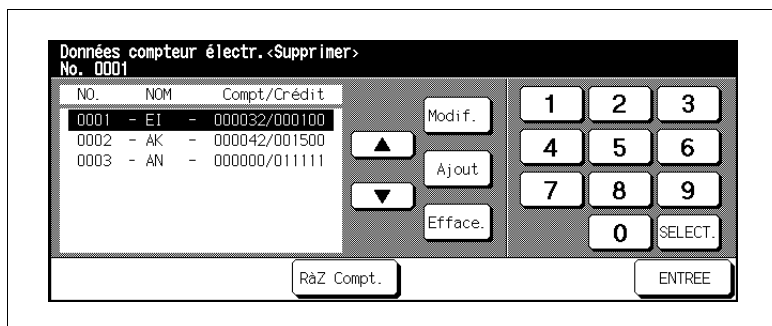 Données compteur électr.<Supprimer>
No. 0001
NO. NOM Compt/Crédit
0001 - EI - 000032/000100
0002 - AK - 000042/001500
0003 - AN - 000000/011111
Modif.
Ajout
Efface.
1 2 3
4 5 6
7 8 9
0 SELECT.
RàZ Compt.
ENTREE